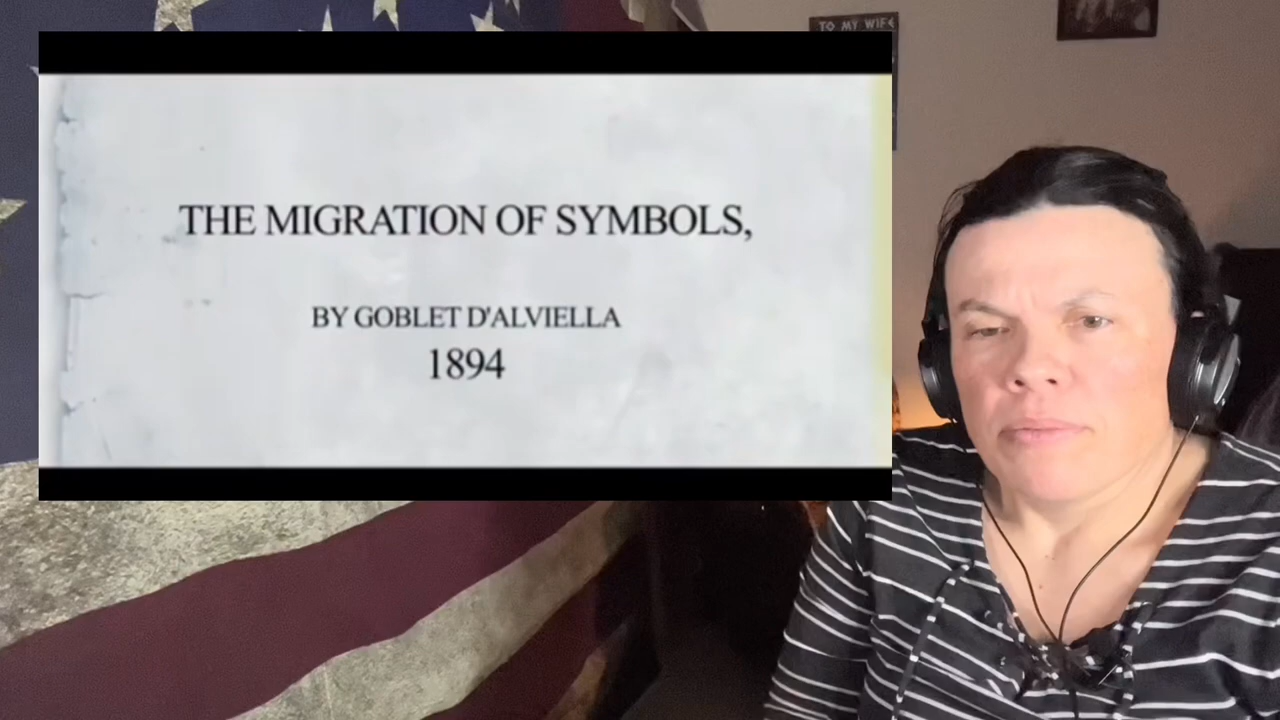 THE MIGRATION OF SYMBOLS,
BY GOBLET D'ALVIELLA
1894
TO MY WIFE